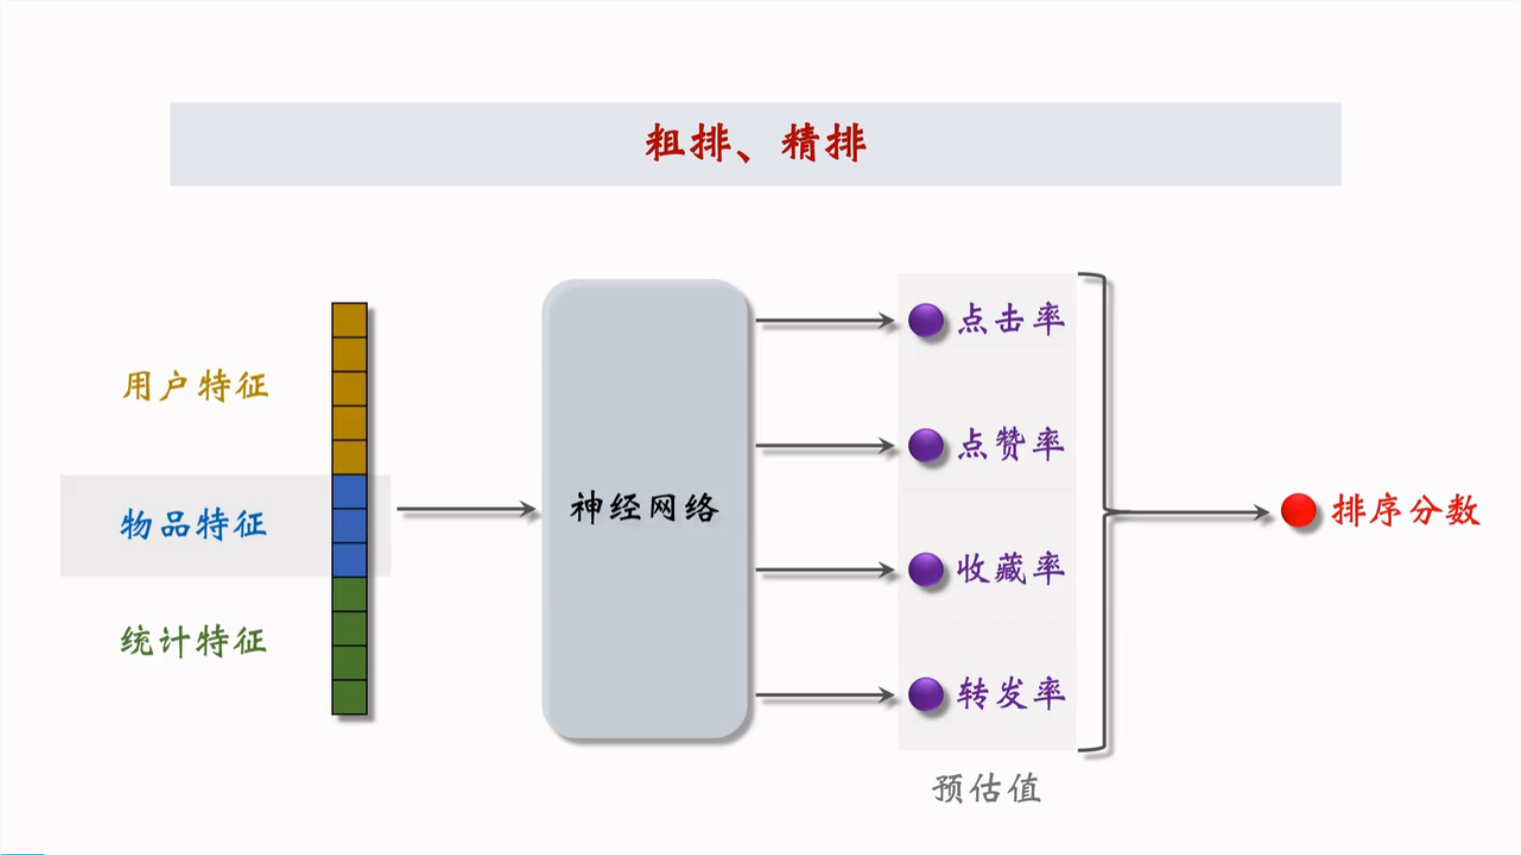 粗排、精排
用户特征
物品特征
统计特征
神经网络
点击率
点赞率
收藏率
转发率
预估值
排序分数